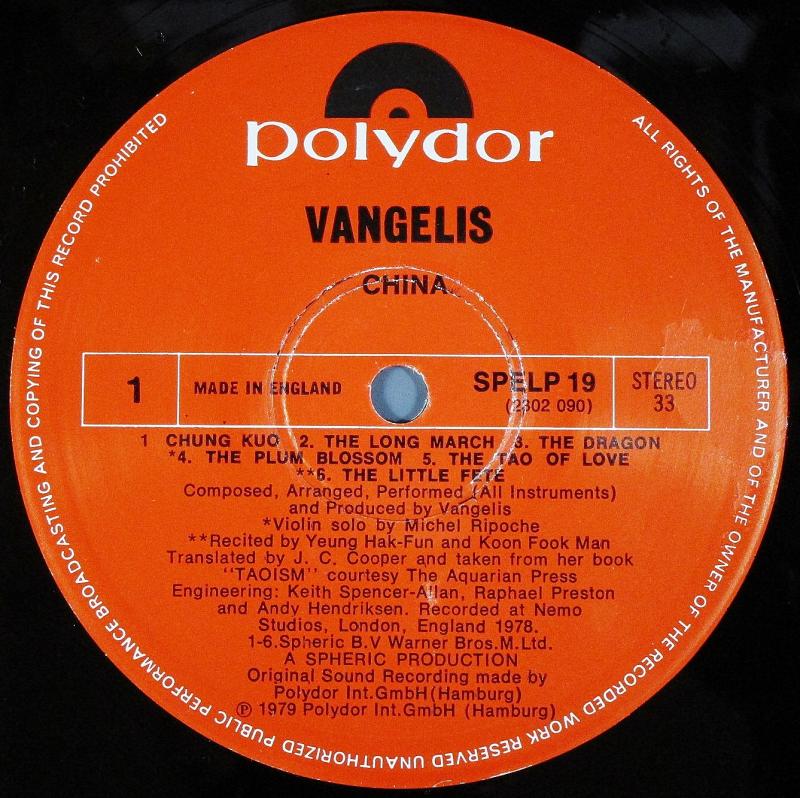 polydor
VANGELIS
CHINA.
1
MADE IN ENGLAND
SPELP 19
(2302 090)
STEREO
33
1 CHUNG KUO 2. THE LONG MARCH 3. THE DRAGON
*4. THE PLUM BLOSSOM 5. THE TAO OF LOVE
**6. THE LITTLE FETE
Composed, Arranged, Performed (All Instruments)
and Produced by Vangelis
*Violin solo by Michel Ripoche
**Recited by Yeung Hak-Fun and Koon Fook Man
Translated by J. C. Cooper and taken from her book
"TAOISM" courtesy The Aquarian Press
Engineering: Keith Spencer-Allan, Raphael Preston
and Andy Hendriksen. Recorded at Nemo
Studios, London, England 1978.
1-6.Spheric B.V Warner Bros.M.Ltd.
A SPHERIC PRODUCTION
Original Sound Recording made by
Polydor Int.GmbH (Hamburg)
℗ 1979 Polydor Int.GmbH (Hamburg)
ALL RIGHTS OF THE MANUFACTURER AND OF THE OWNER OF THE RECORDED WORK RESERVED UNAUTHORIZED PUBLIC PERFORMANCE BROADCASTING AND COPYING OF THIS RECORD PROHIBITED